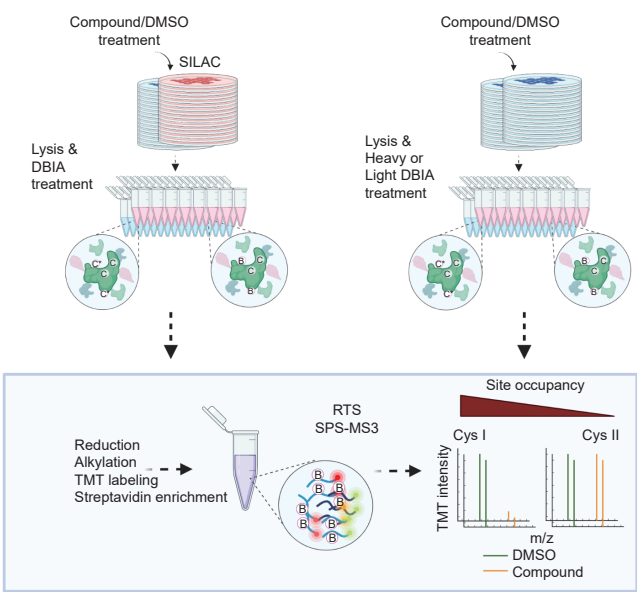 Compound/DMSO
treatment
SILAC
Lysis &
DBIA
treatment
C* C
C
C*
B C
C
B
Compound/DMSO
treatment
Lysis &
Heavy or
Light DBIA
treatment
C* C
C
C*
B C
C
B
Reduction
Alkylation
TMT labeling
Streptavidin enrichment
RTS
SPS-MS3
B
B B
B
B
B B
B
Site occupancy
Cys I
Cys II
TMT intensity
m/z
DMSO
Compound